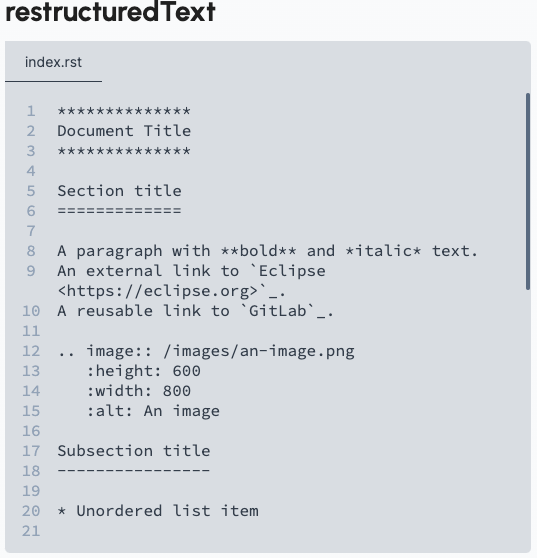 restructuredText
index.rst
1 **************
2 Document Title
3 **************
4
5 Section title
6 =============
7
8 A paragraph with **bold** and *italic* text.
9 An external link to `Eclipse
<https://eclipse.org>`_.
10 A reusable link to `GitLab`_.
11
12 .. image:: /images/an-image.png
13    :height: 600
14    :width: 800
15    :alt: An image
16
17 Subsection title
18 ----------------
19
20 * Unordered list item
21